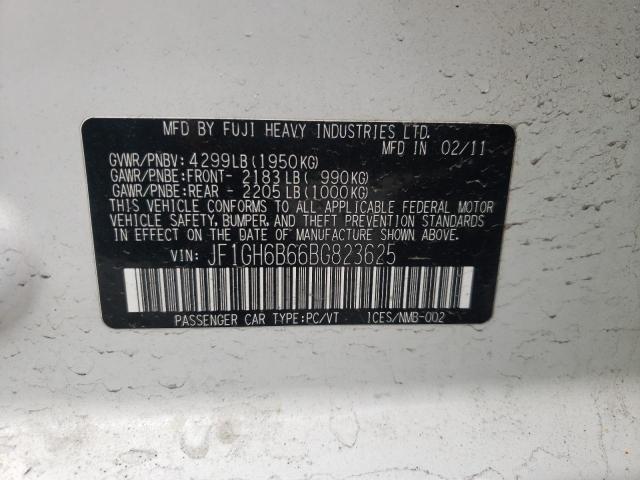 MFD BY FUJI HEAVY INDUSTRIES LTD.
MFD IN 02/11
GVWR/PNBV: 4299LB(1950KG)
GAWR/PNBE:FRONT- 2183LB( 990KG)
GAWR/PNBE:REAR - 2205LB(1000KG)
THIS VEHICLE CONFORMS TO ALL APPLICABLE FEDERAL MOTOR
VEHICLE SAFETY, BUMPER, AND THEFT PREVENTION STANDARDS
IN EFFECT ON THE DATE OF MANUFACTURE SHOWN ABOVE.
VIN: JF1GH6B66BG823625
PASSENGER CAR TYPE:PC/VT 1CES/NMB-002